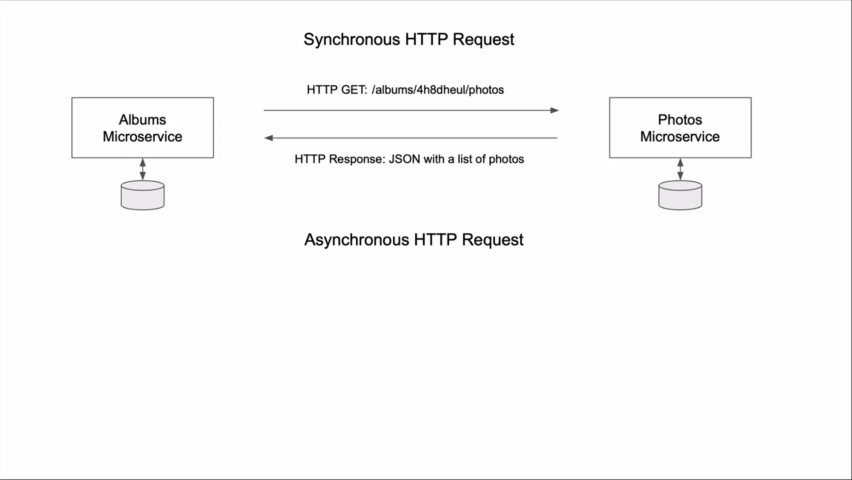 Synchronous HTTP Request
HTTP GET: /albums/4h8dheul/photos
Albums
Microservice
Photos
Microservice
HTTP Response: JSON with a list of photos
Asynchronous HTTP Request